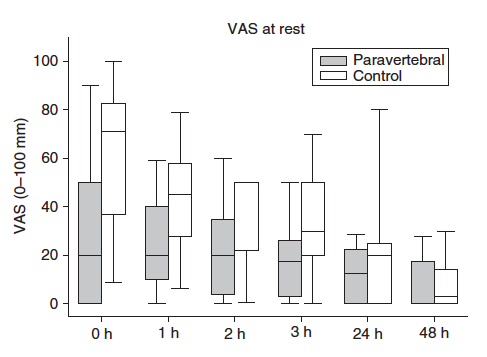 VAS at rest
Paravertebral
Control
VAS (0–100 mm)
100
80
60
40
20
0
0 h
1 h
2 h
3 h
24 h
48 h